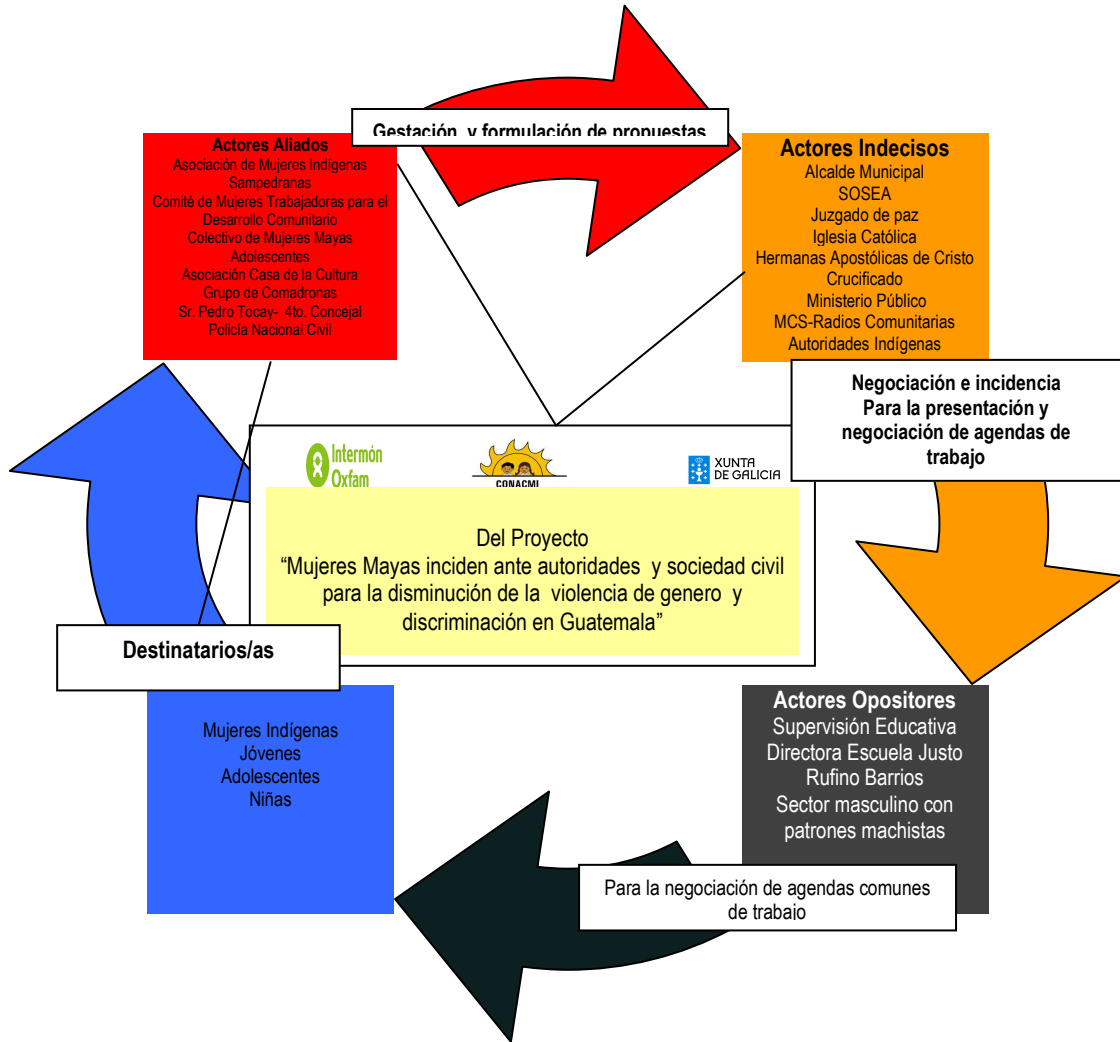 Gestación y formulación de propuestas
Actores Aliados
Asociación de Mujeres Indígenas
Sampedranas
Comité de Mujeres Trabajadoras para el
Desarrollo Comunitario
Colectivo de Mujeres Mayas
Adolescentes
Asociación Casa de la Cultura
Grupo de Comadronas
Sr. Pedro Tocay- 4to. Concejal
Policía Nacional Civil
Actores Indecisos
Alcalde Municipal
SOSEA
Juzgado de paz
Iglesia Católica
Hermanas Apostólicas de Cristo
Crucificado
Ministerio Público
MCS-Radios Comunitarias
Autoridades Indígenas
Negociación e incidencia
Para la presentación y
negociación de agendas de
trabajo
Intermón
Oxfam
CONACMI
XUNTA
DE GALICIA
Del Proyecto
“Mujeres Mayas inciden ante autoridades y sociedad civil
para la disminución de la violencia de genero y
discriminación en Guatemala”
Destinatarios/as
Mujeres Indígenas
Jóvenes
Adolescentes
Niñas
Actores Opositores
Supervisión Educativa
Directora Escuela Justo
Rufino Barrios
Sector masculino con
patrones machistas
Para la negociación de agendas comunes
de trabajo